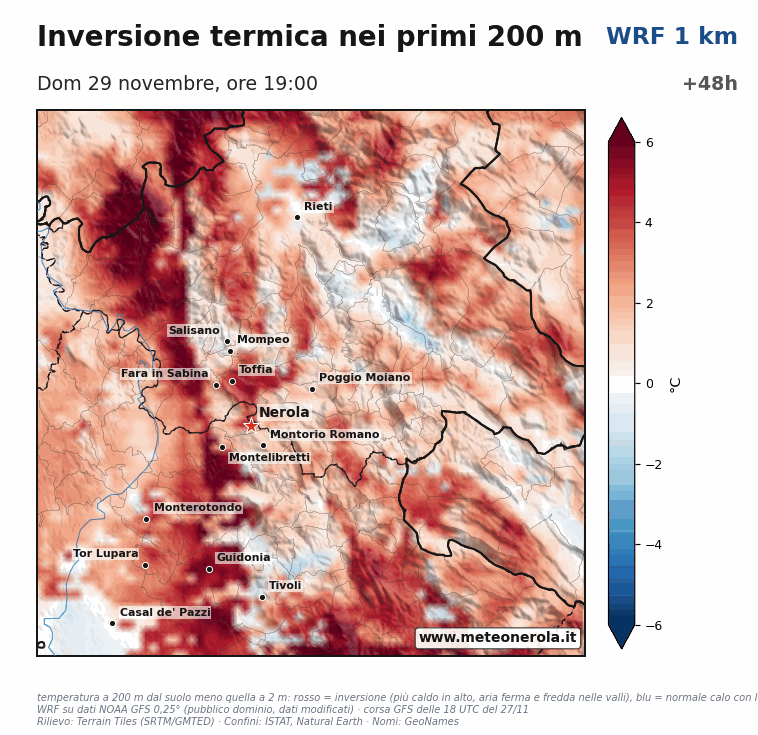 Inversione termica nei primi 200 m WRF 1 km
Dom 29 novembre, ore 19:00 +48h
Rieti
Salisano
Mompeo
Toffia
Fara in Sabina
Poggio Moiano
Nerola
Montorio Romano
Montelibretti
Monterotondo
Tor Lupara
Guidonia
Tivoli
Casal de' Pazzi
www.meteonerola.it
6
4
2
0
−2
−4
−6
°C
temperatura a 200 m dal suolo meno quella a 2 m: rosso = inversione (più caldo in alto, aria ferma e fredda nelle valli), blu = normale calo con l
WRF su dati NOAA GFS 0,25° (pubblico dominio, dati modificati) · corsa GFS delle 18 UTC del 27/11
Rilievo: Terrain Tiles (SRTM/GMTED) · Confini: ISTAT, Natural Earth · Nomi: GeoNames